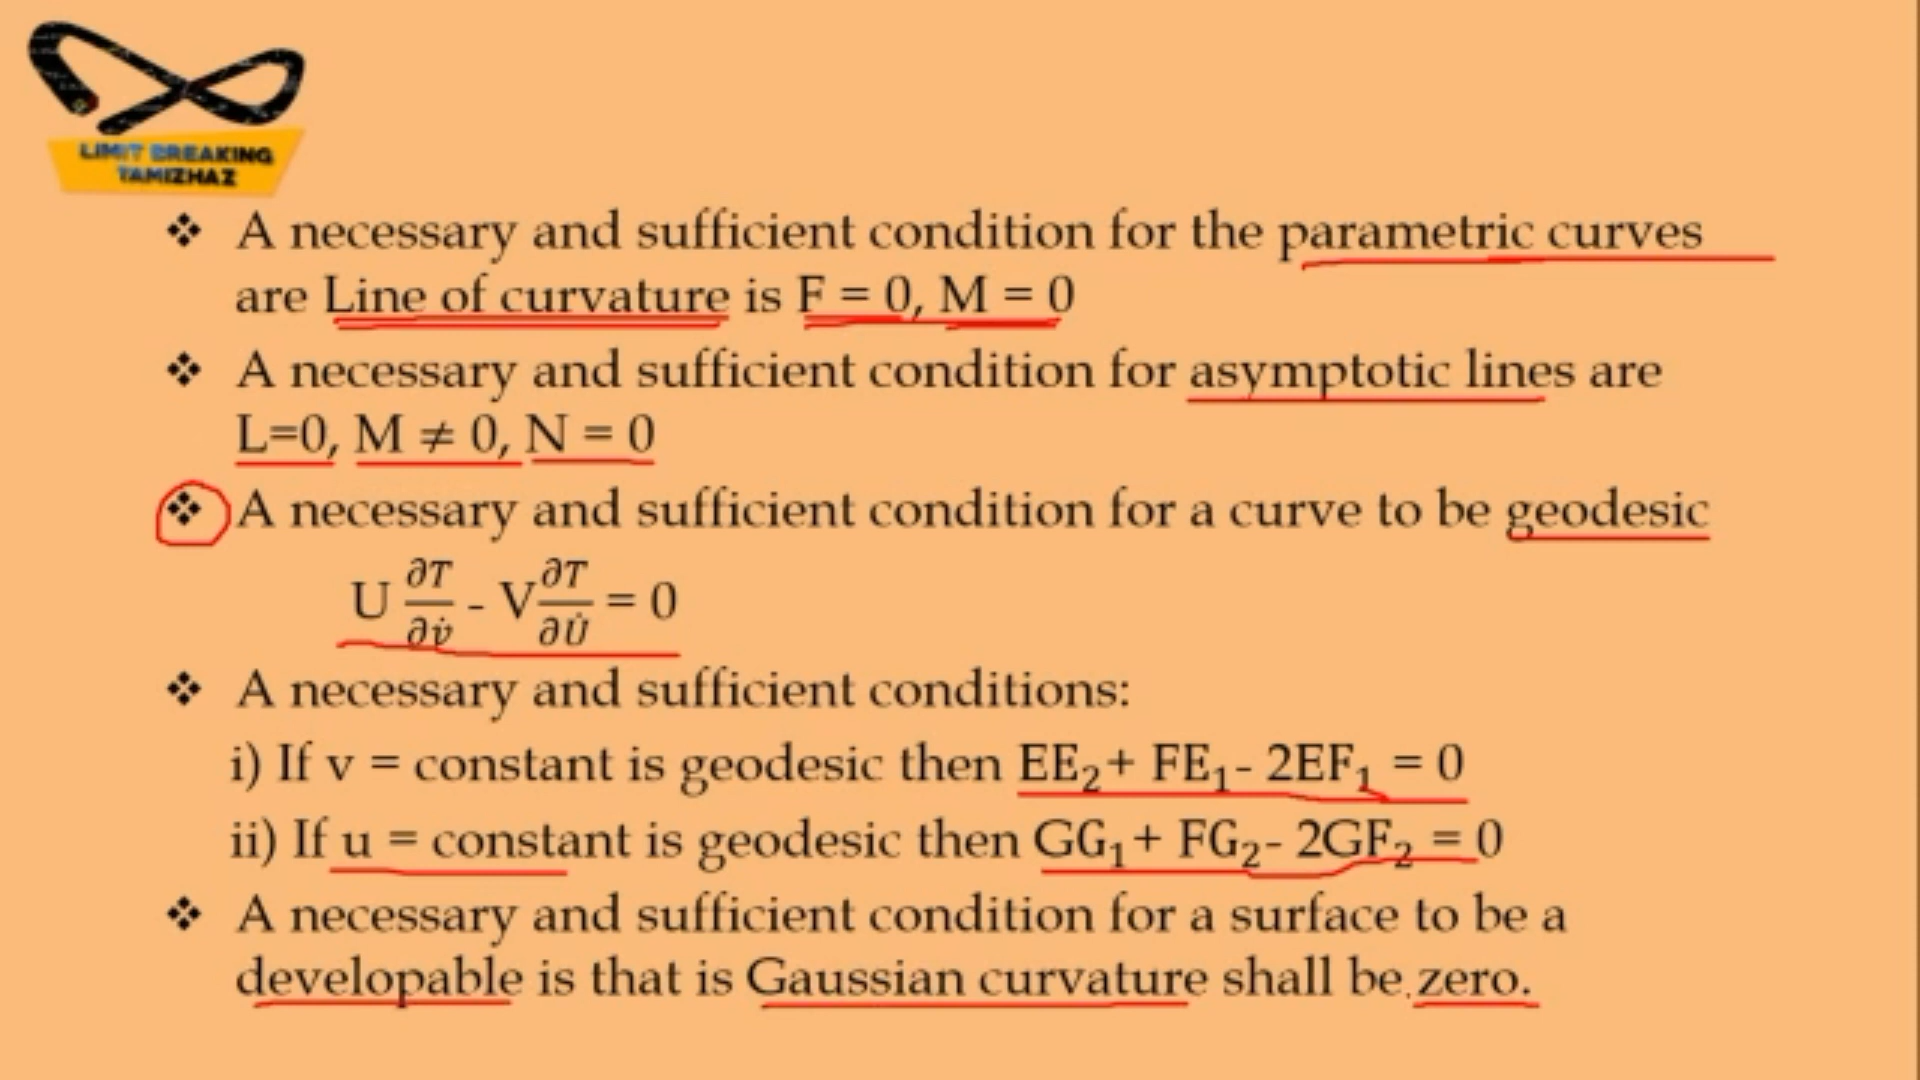 LIMIT BREAKING
TAMIZHAZ
❖ A necessary and sufficient condition for the parametric curves
are Line of curvature is F = 0, M = 0
❖ A necessary and sufficient condition for asymptotic lines are
L=0, M ≠ 0, N = 0
❖ A necessary and sufficient condition for a curve to be geodesic
U ∂T/∂v̇ - V ∂T/∂U̇ = 0
❖ A necessary and sufficient conditions:
i) If v = constant is geodesic then EE₂+ FE₁- 2EF₁ = 0
ii) If u = constant is geodesic then GG₁+ FG₂- 2GF₂ = 0
❖ A necessary and sufficient condition for a surface to be a
developable is that is Gaussian curvature shall be zero.